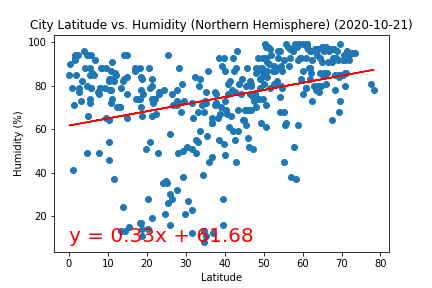 City Latitude vs. Humidity (Northern Hemisphere) (2020-10-21)
100
80
60
40
20
Humidity (%)
y = 0.33x + 61.68
0 10 20 30 40 50 60 70 80
Latitude